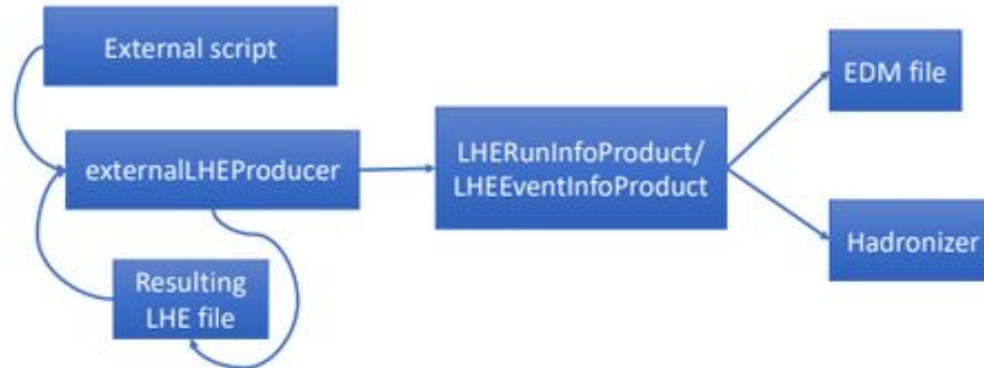 External script
EDM file
externalLHEProducer
LHERunInfoProduct/
LHEEventInfoProduct
Hadronizer
Resulting
LHE file